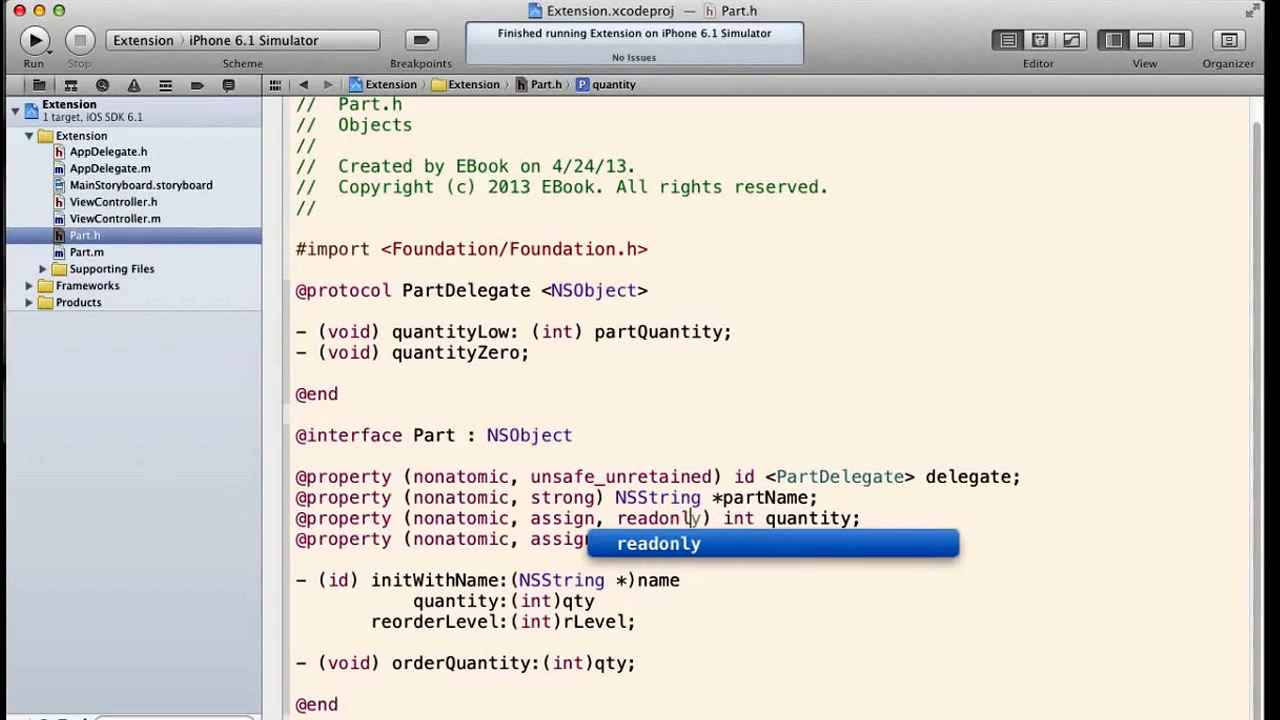 Extension.xcodeproj — Part.h
Extension iPhone 6.1 Simulator
Finished running Extension on iPhone 6.1 Simulator
No Issues
Run Stop Scheme Breakpoints Editor View Organizer
Extension Extension Part.h quantity
Extension
1 target, iOS SDK 6.1
Extension
AppDelegate.h
AppDelegate.m
MainStoryboard.storyboard
ViewController.h
ViewController.m
Part.h
Part.m
Supporting Files
Frameworks
Products
// Part.h
// Objects
//
// Created by EBook on 4/24/13.
// Copyright (c) 2013 EBook. All rights reserved.
//
#import <Foundation/Foundation.h>
@protocol PartDelegate <NSObject>
- (void) quantityLow: (int) partQuantity;
- (void) quantityZero;
@end
@interface Part : NSObject
@property (nonatomic, unsafe_unretained) id <PartDelegate> delegate;
@property (nonatomic, strong) NSString *partName;
@property (nonatomic, assign, readonly) int quantity;
@property (nonatomic, assign
readonly
- (id) initWithName:(NSString *)name
quantity:(int)qty
reorderLevel:(int)rLevel;
- (void) orderQuantity:(int)qty;
@end